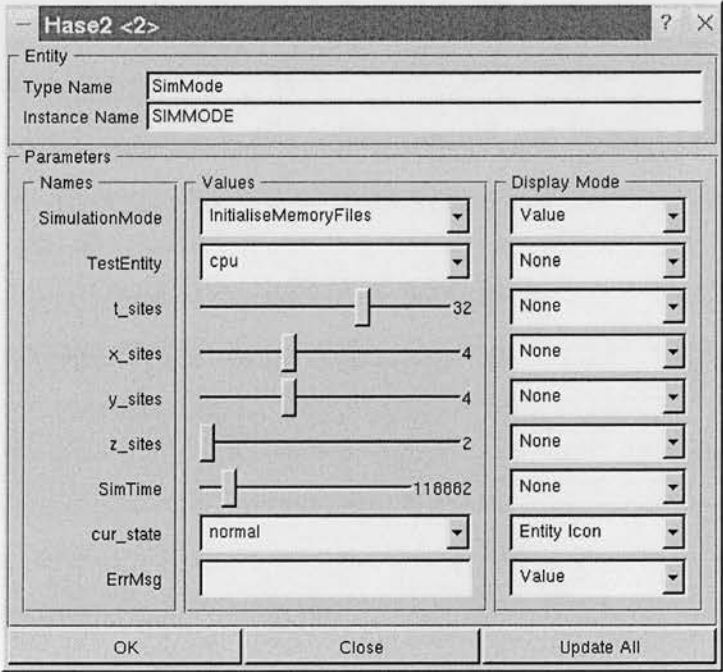 Hase2 <2>
Entity
Type Name SimMode
Instance Name SIMMODE
Parameters
Names Values Display Mode
SimulationMode InitialiseMemoryFiles Value
TestEntity cpu None
t_sites 32 None
x_sites 4 None
y_sites 4 None
z_sites 2 None
SimTime 118862 None
cur_state normal Entity Icon
ErrMsg Value
OK Close Update All